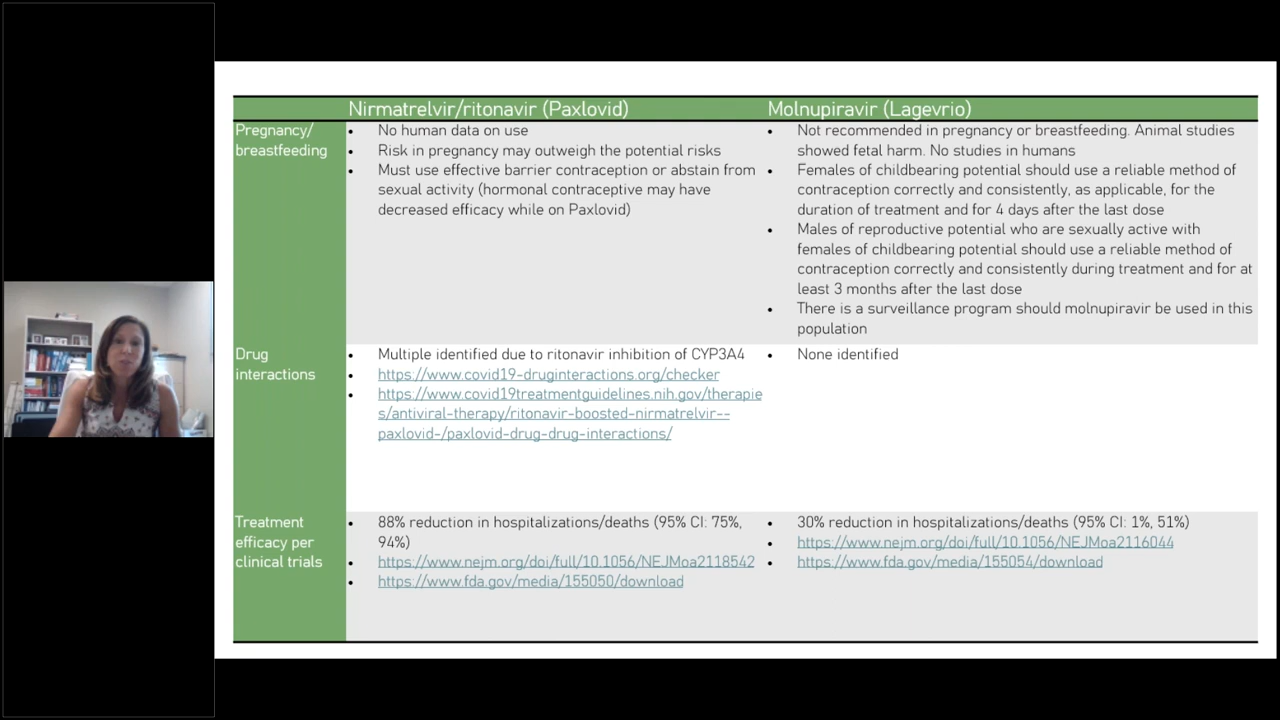 Nirmatrelvir/ritonavir (Paxlovid)
Molnupiravir (Lagevrio)
Pregnancy/
breastfeeding
• No human data on use
• Risk in pregnancy may outweigh the potential risks
• Must use effective barrier contraception or abstain from
sexual activity (hormonal contraceptive may have
decreased efficacy while on Paxlovid)
• Not recommended in pregnancy or breastfeeding. Animal studies
showed fetal harm. No studies in humans
• Females of childbearing potential should use a reliable method of
contraception correctly and consistently, as applicable, for the
duration of treatment and for 4 days after the last dose
• Males of reproductive potential who are sexually active with
females of childbearing potential should use a reliable method of
contraception correctly and consistently during treatment and for at
least 3 months after the last dose
• There is a surveillance program should molnupiravir be used in this
population
Drug
interactions
• Multiple identified due to ritonavir inhibition of CYP3A4
• https://www.covid19-druginteractions.org/checker
• https://www.covid19treatmentguidelines.nih.gov/therapie
s/antiviral-therapy/ritonavir-boosted-nirmatrelvir--
paxlovid-/paxlovid-drug-drug-interactions/
• None identified
Treatment
efficacy per
clinical trials
• 88% reduction in hospitalizations/deaths (95% CI: 75%,
94%)
• https://www.nejm.org/doi/full/10.1056/NEJMoa2118542
• https://www.fda.gov/media/155050/download
• 30% reduction in hospitalizations/deaths (95% CI: 1%, 51%)
• https://www.nejm.org/doi/full/10.1056/NEJMoa2116044
• https://www.fda.gov/media/155054/download